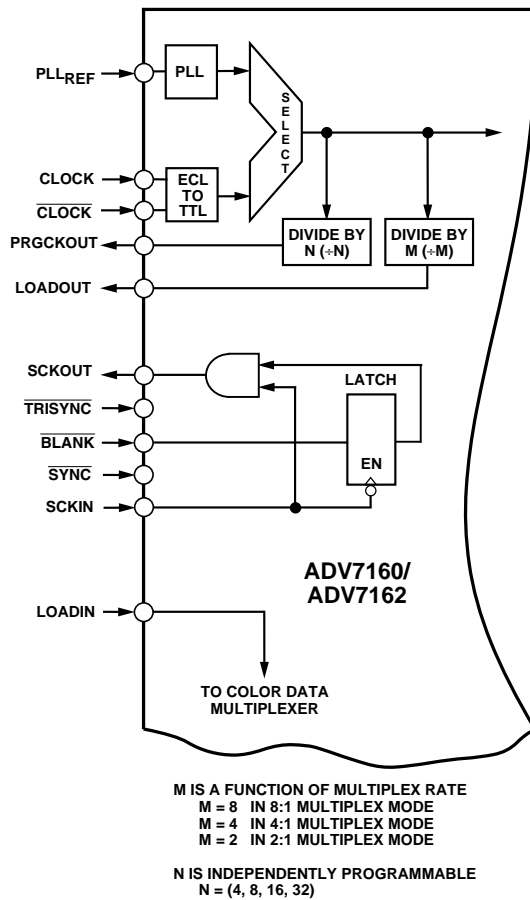 PLLREF
PLL
SELECT
CLOCK
CLOCK
ECL
TO
TTL
PRGCKOUT
DIVIDE BY
N (÷N)
DIVIDE BY
M (÷M)
LOADOUT
SCKOUT
LATCH
TRISYNC
BLANK
EN
SYNC
SCKIN
ADV7160/
ADV7162
LOADIN
TO COLOR DATA
MULTIPLEXER
M IS A FUNCTION OF MULTIPLEX RATE
M = 8 IN 8:1 MULTIPLEX MODE
M = 4 IN 4:1 MULTIPLEX MODE
M = 2 IN 2:1 MULTIPLEX MODE
N IS INDEPENDENTLY PROGRAMMABLE
N = (4, 8, 16, 32)